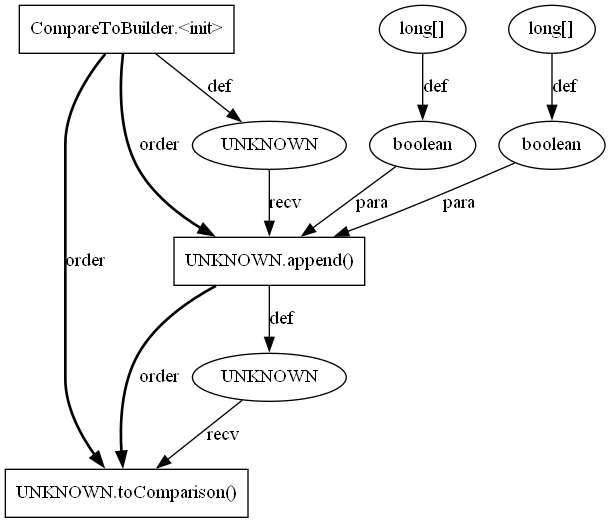 CompareToBuilder.<init>
long[]
long[]
def
def
def
order
UNKNOWN
boolean
boolean
recv
para
para
order
UNKNOWN.append()
def
order
UNKNOWN
recv
UNKNOWN.toComparison()